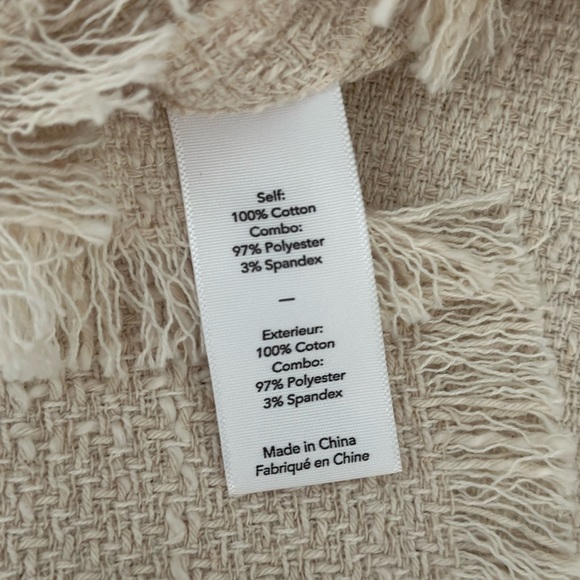 Self:
100% Cotton
Combo:
97% Polyester
3% Spandex
—
Exterieur:
100% Coton
Combo:
97% Polyester
3% Spandex
Made in China
Fabriqué en Chine